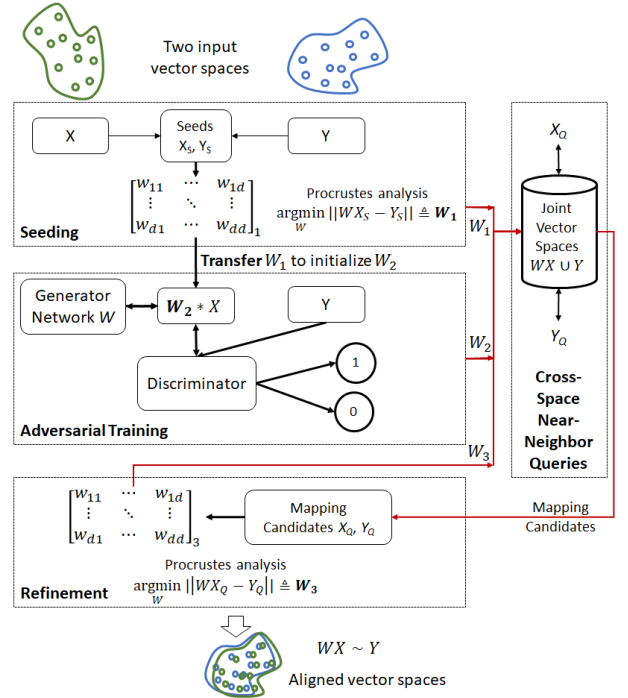 Two input
vector spaces
X
Seeds
X_S, Y_S
Y
[w_11 ⋯ w_1d
⋮ ⋱ ⋮
w_d1 ⋯ w_dd]_1
Procrustes analysis
argmin ||WX_S − Y_S|| ≜ W_1
W
Seeding
W_1
Transfer W_1 to initialize W_2
Generator
Network W
W_2 * X
Y
Discriminator
1
0
Adversarial Training
W_2
W_3
X_Q
Joint
Vector
Spaces
WX ∪ Y
Y_Q
Cross-
Space
Near-
Neighbor
Queries
Mapping
Candidates
[w_11 ⋯ w_1d
⋮ ⋱ ⋮
w_d1 ⋯ w_dd]_3
Mapping
Candidates X_Q, Y_Q
Procrustes analysis
argmin ||WX_Q − Y_Q|| ≜ W_3
W
Refinement
WX ~ Y
Aligned vector spaces